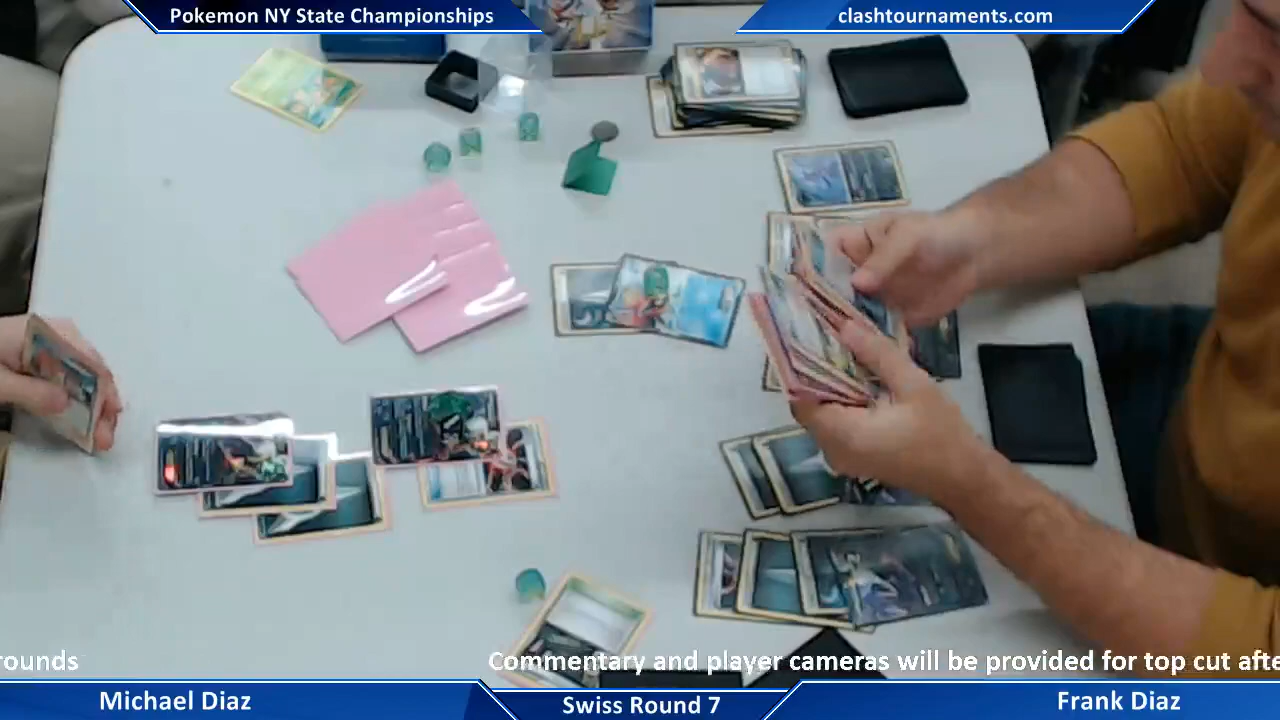 Pokemon NY State Championships
clashtournaments.com
rounds
Commentary and player cameras will be provided for top cut afte
Michael Diaz
Swiss Round 7
Frank Diaz